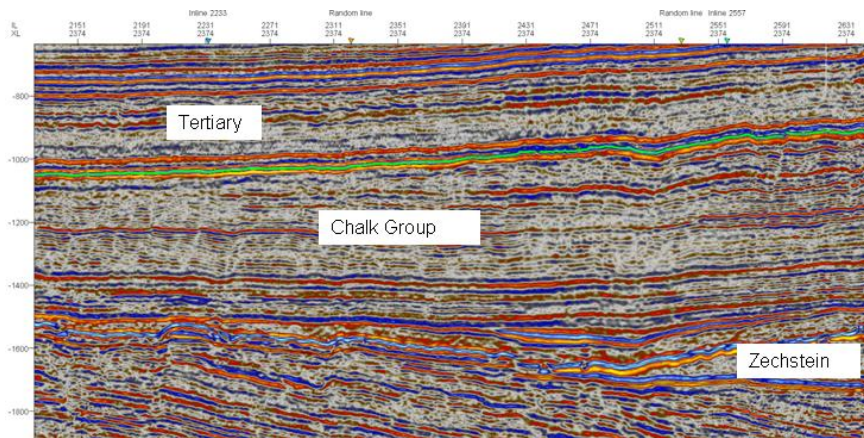 Inline 2233 Random line Random line Inline 2557
IL 2151 2191 2231 2271 2311 2351 2391 2431 2471 2511 2551 2591 2631
XL 2374 2374 2374 2374 2374 2374 2374 2374 2374 2374 2374 2374 2374
-800
Tertiary
-1000
-1200
Chalk Group
-1400
-1600
Zechstein
-1800